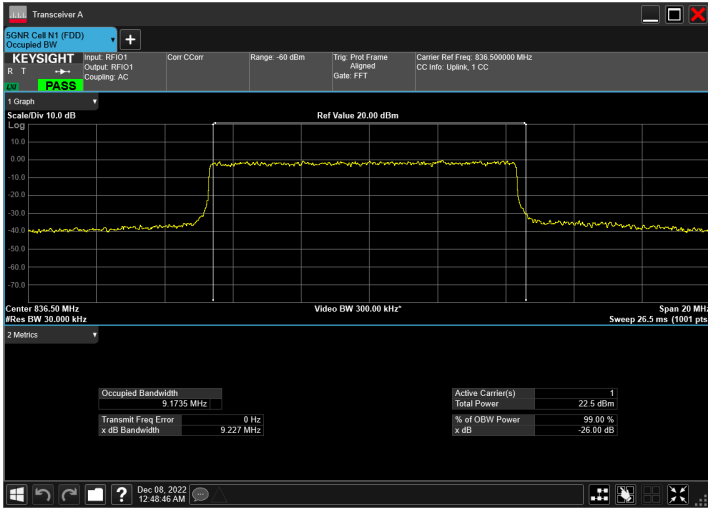 Transceiver A
5GNR Cell N1 (FDD)
Occupied BW
KEYSIGHT
R T
LXI
PASS
Input: RFIO1
Output: RFIO1
Coupling: AC
Corr CCorr
Range: -60 dBm
Trig: Prot Frame
Aligned
Gate: FFT
Carrier Ref Freq: 836.500000 MHz
CC Info: Uplink, 1 CC
1 Graph
Scale/Div 10.0 dB
Ref Value 20.00 dBm
Log
10.0
0.00
-10.0
-20.0
-30.0
-40.0
-50.0
-60.0
-70.0
Center 836.50 MHz
Video BW 300.00 kHz*
Span 20 MHz
#Res BW 30.000 kHz
Sweep 26.5 ms (1001 pts
2 Metrics
Occupied Bandwidth
9.1735 MHz
Transmit Freq Error 0 Hz
x dB Bandwidth 9.227 MHz
Active Carrier(s) 1
Total Power 22.5 dBm
% of OBW Power 99.00 %
x dB -26.00 dB
?
Dec 08, 2022
12:48:46 AM